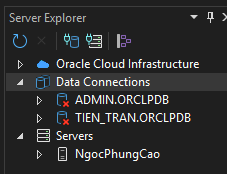 Server Explorer
Oracle Cloud Infrastructure
Data Connections
ADMIN.ORCLPDB
TIEN_TRAN.ORCLPDB
Servers
NgocPhungCao